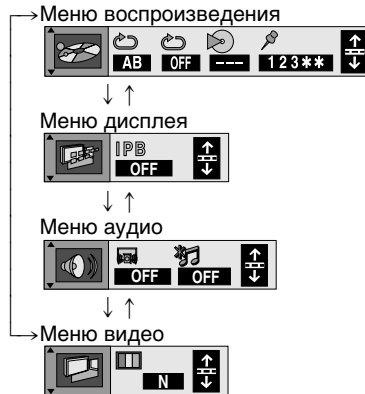 Меню воспроизведения
AB OFF --- 123**
Меню дисплея
IPB
OFF
Меню аудио
OFF OFF
Меню видео
N